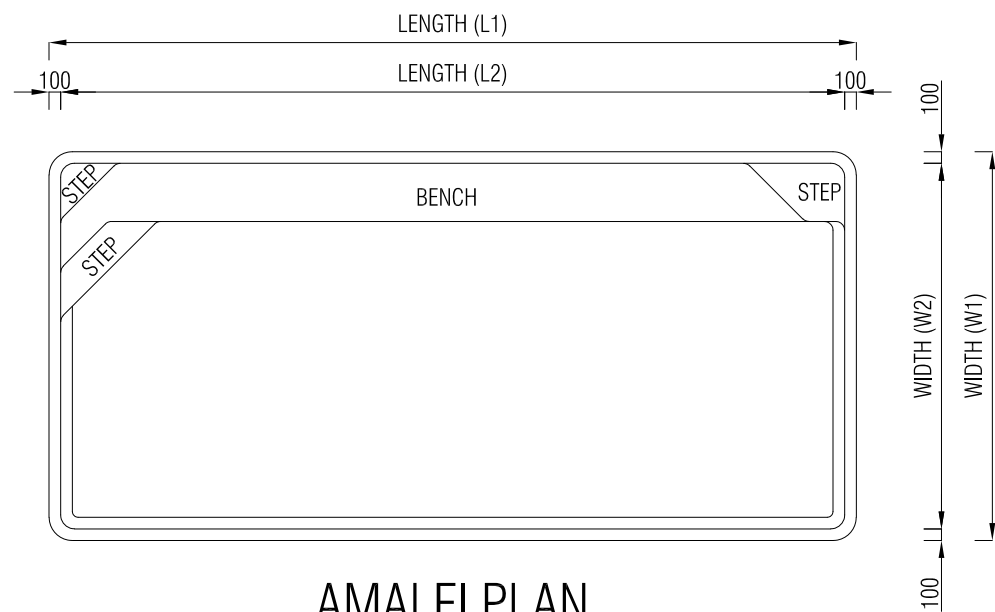 LENGTH (L1)
100
LENGTH (L2)
100
100
STEP
BENCH
STEP
STEP
WIDTH (W2)
WIDTH (W1)
100
AMALFI PLAN